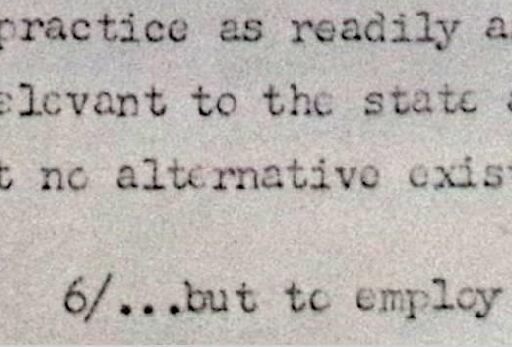 practice as readily a
elevant to the state a
t no alternative exis
6/...but to employ